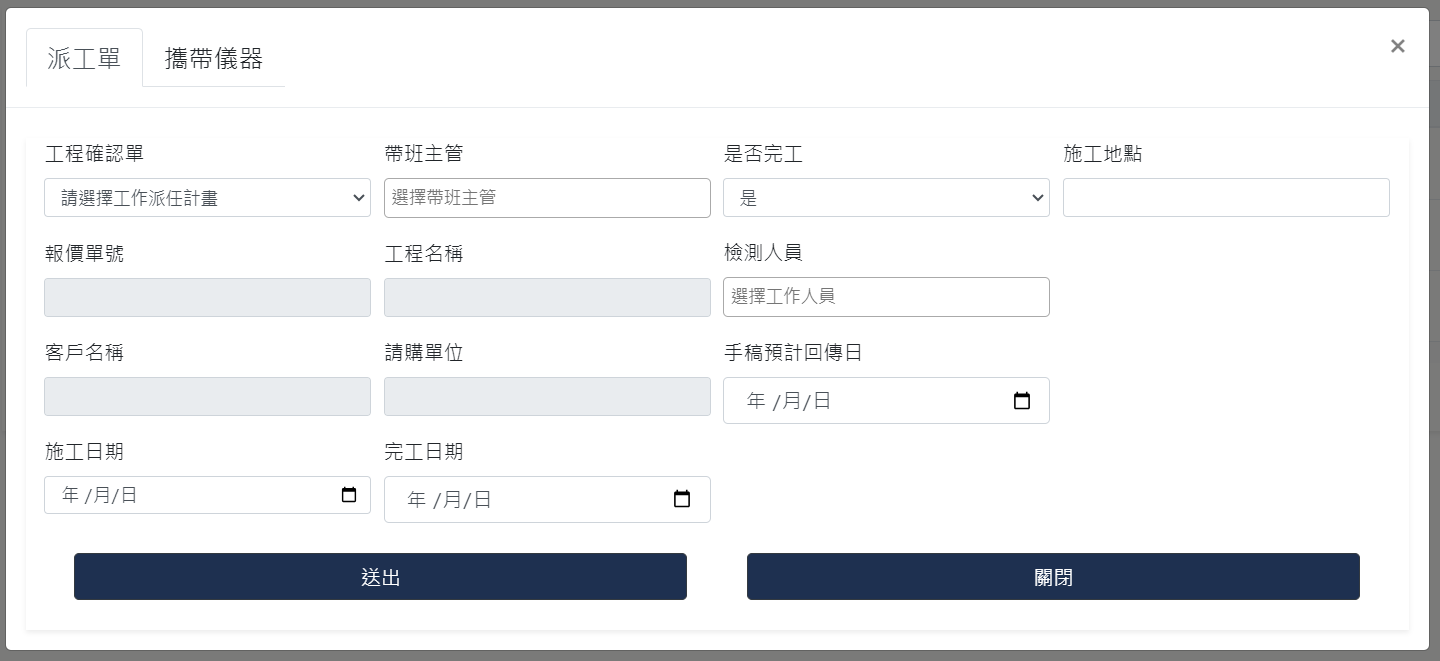 派工單 攜帶儀器
×
工程確認單 帶班主管 是否完工 施工地點
請選擇工作派任計畫 選擇帶班主管 是
報價單號 工程名稱 檢測人員
選擇工作人員
客戶名稱 請購單位 手稿預計回傳日
年 /月/日
施工日期 完工日期
年 /月/日 年 /月/日
送出 關閉